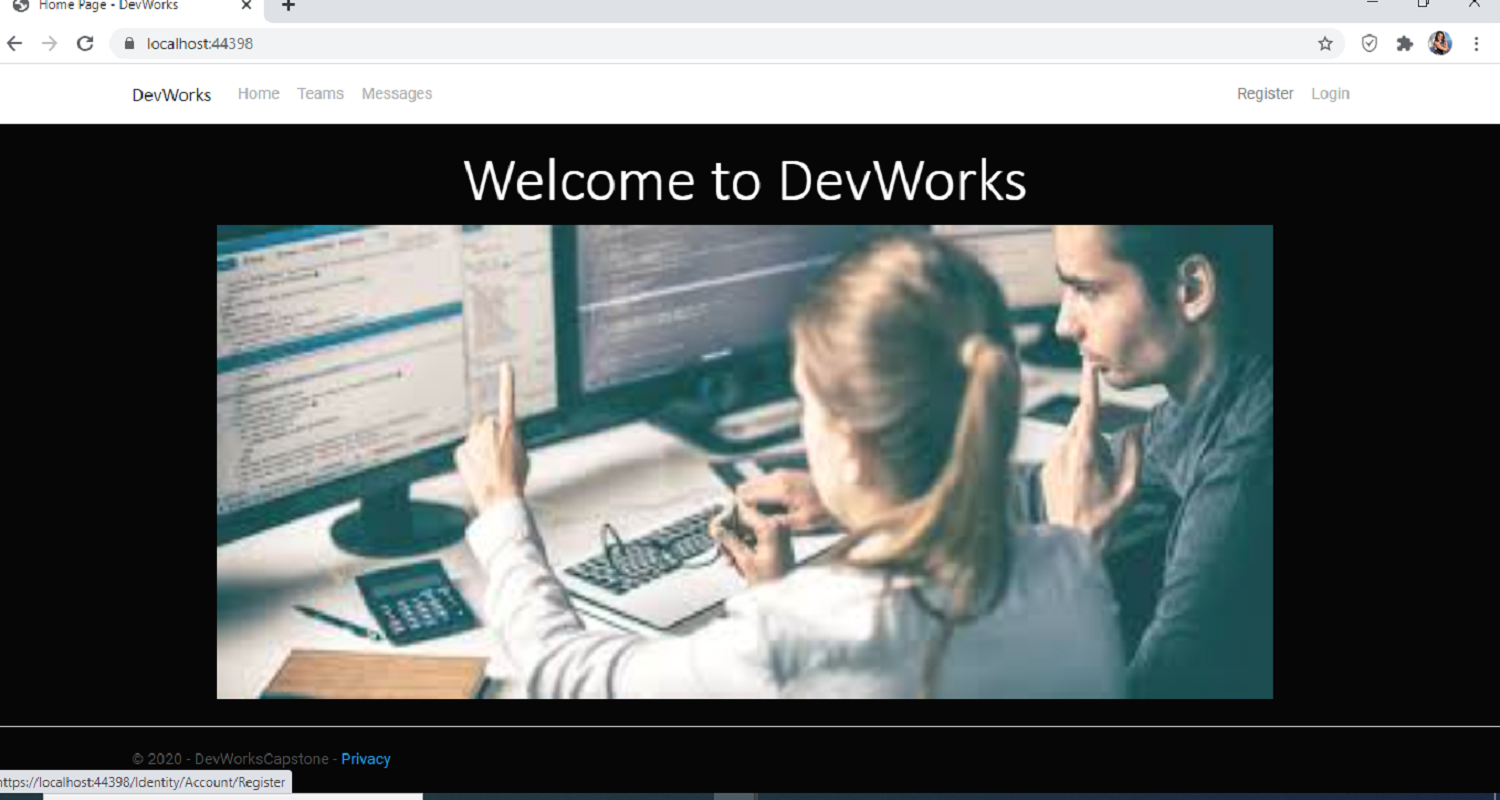 Home Page - DevWorks
localhost:44398
DevWorks Home Teams Messages Register Login
Welcome to DevWorks
© 2020 - DevWorksCapstone - Privacy
https://localhost:44398/Identity/Account/Register